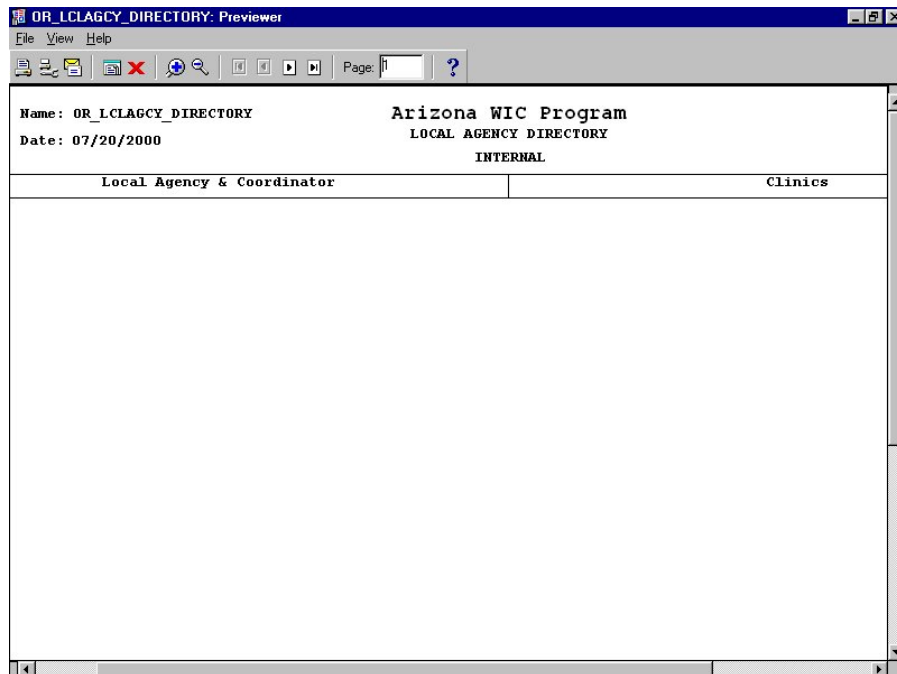 OR_LCLAGCY_DIRECTORY: Previewer
File View Help
Page: 1 ?
Name: OR_LCLAGCY_DIRECTORY
Arizona WIC Program
LOCAL AGENCY DIRECTORY
Date: 07/20/2000
INTERNAL
Local Agency & Coordinator Clinics